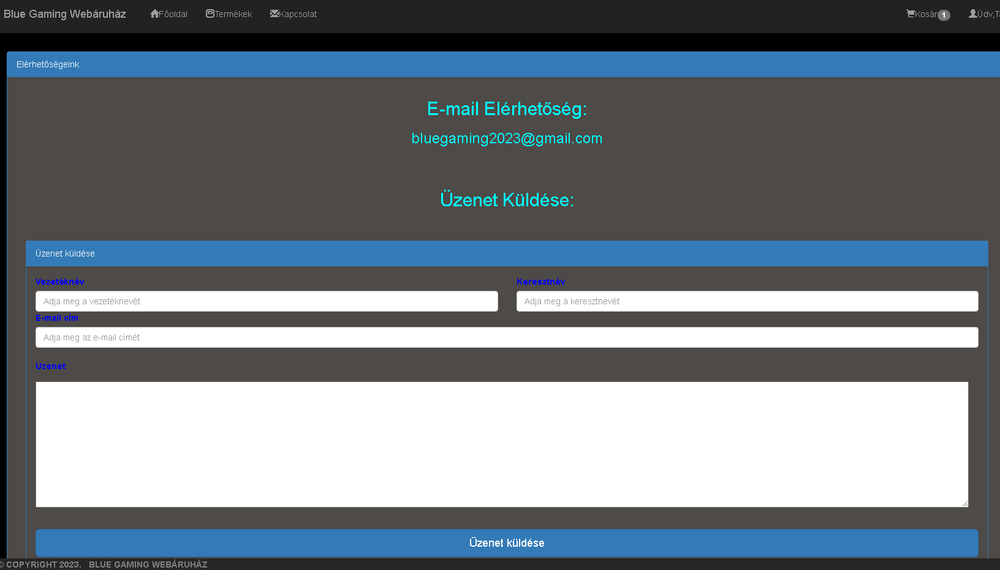 Blue Gaming Webáruház Főoldal Termékek Kapcsolat Kosár 1 Üdv,
Elérhetőségeink
E-mail Elérhetőség:
bluegaming2023@gmail.com
Üzenet Küldése:
Üzenet küldése
Vezetéknév Keresztnév
Adja meg a vezetéknevét Adja meg a keresztnevét
E-mail cím
Adja meg az e-mail címét
Üzenet
Üzenet küldése
© COPYRIGHT 2023. BLUE GAMING WEBÁRUHÁZ